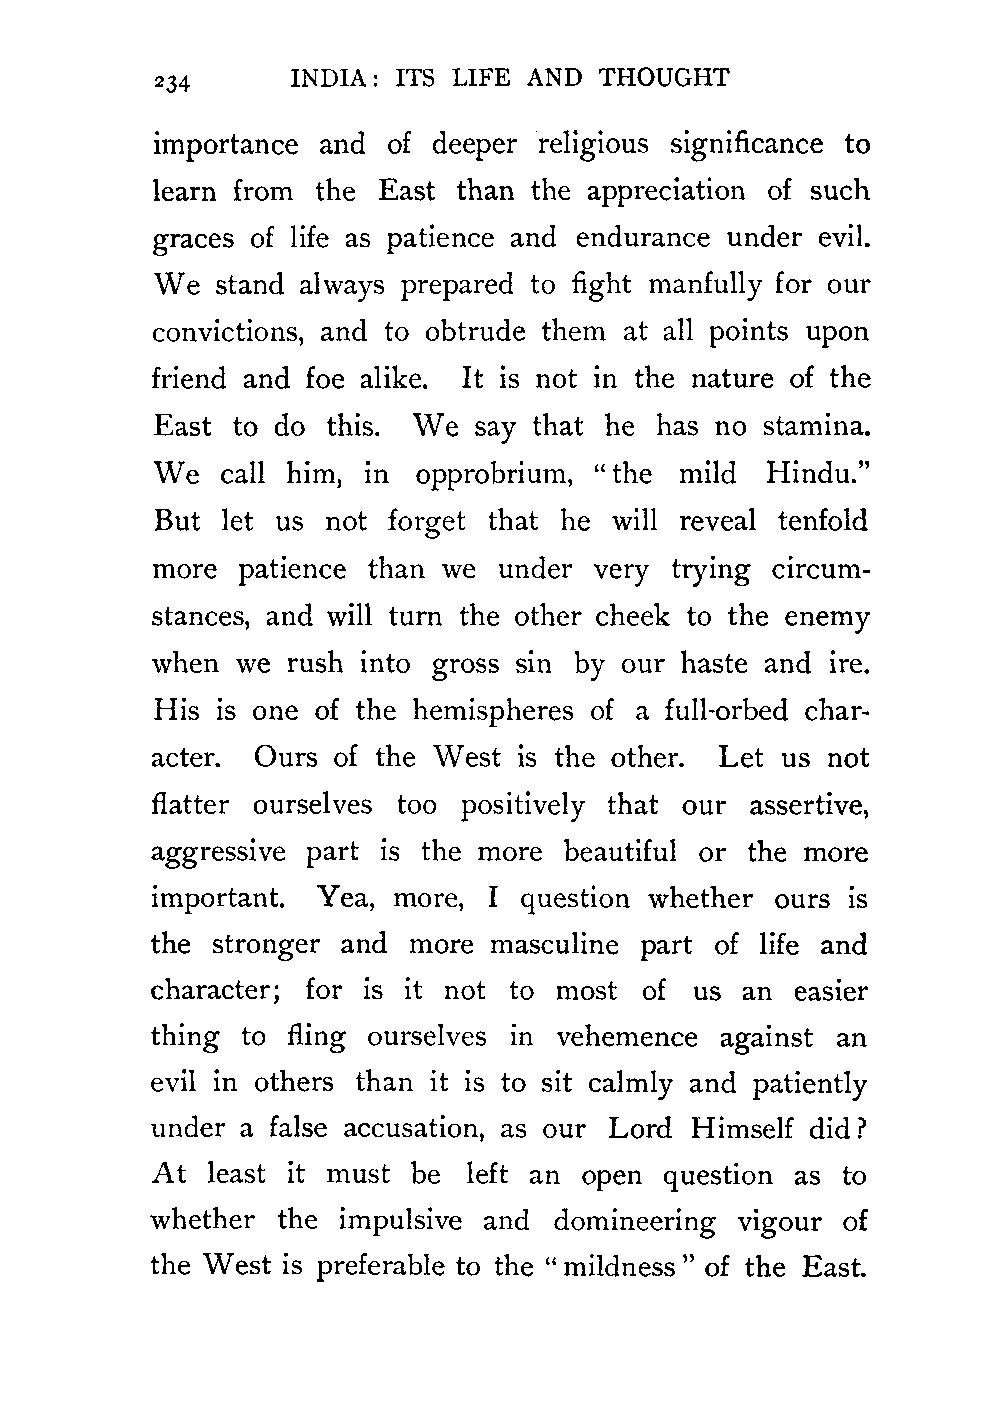 234 INDIA: ITS LIFE AND THOUGHT
importance and of deeper religious significance to
learn from the East than the appreciation of such
graces of life as patience and endurance under evil.
We stand always prepared to fight manfully for our
convictions, and to obtrude them at all points upon
friend and foe alike. It is not in the nature of the
East to do this. We say that he has no stamina.
We call him, in opprobrium, “the mild Hindu.”
But let us not forget that he will reveal tenfold
more patience than we under very trying circum-
stances, and will turn the other cheek to the enemy
when we rush into gross sin by our haste and ire.
His is one of the hemispheres of a full-orbed char-
acter. Ours of the West is the other. Let us not
flatter ourselves too positively that our assertive,
aggressive part is the more beautiful or the more
important. Yea, more, I question whether ours is
the stronger and more masculine part of life and
character; for is it not to most of us an easier
thing to fling ourselves in vehemence against an
evil in others than it is to sit calmly and patiently
under a false accusation, as our Lord Himself did?
At least it must be left an open question as to
whether the impulsive and domineering vigour of
the West is preferable to the “mildness” of the East.